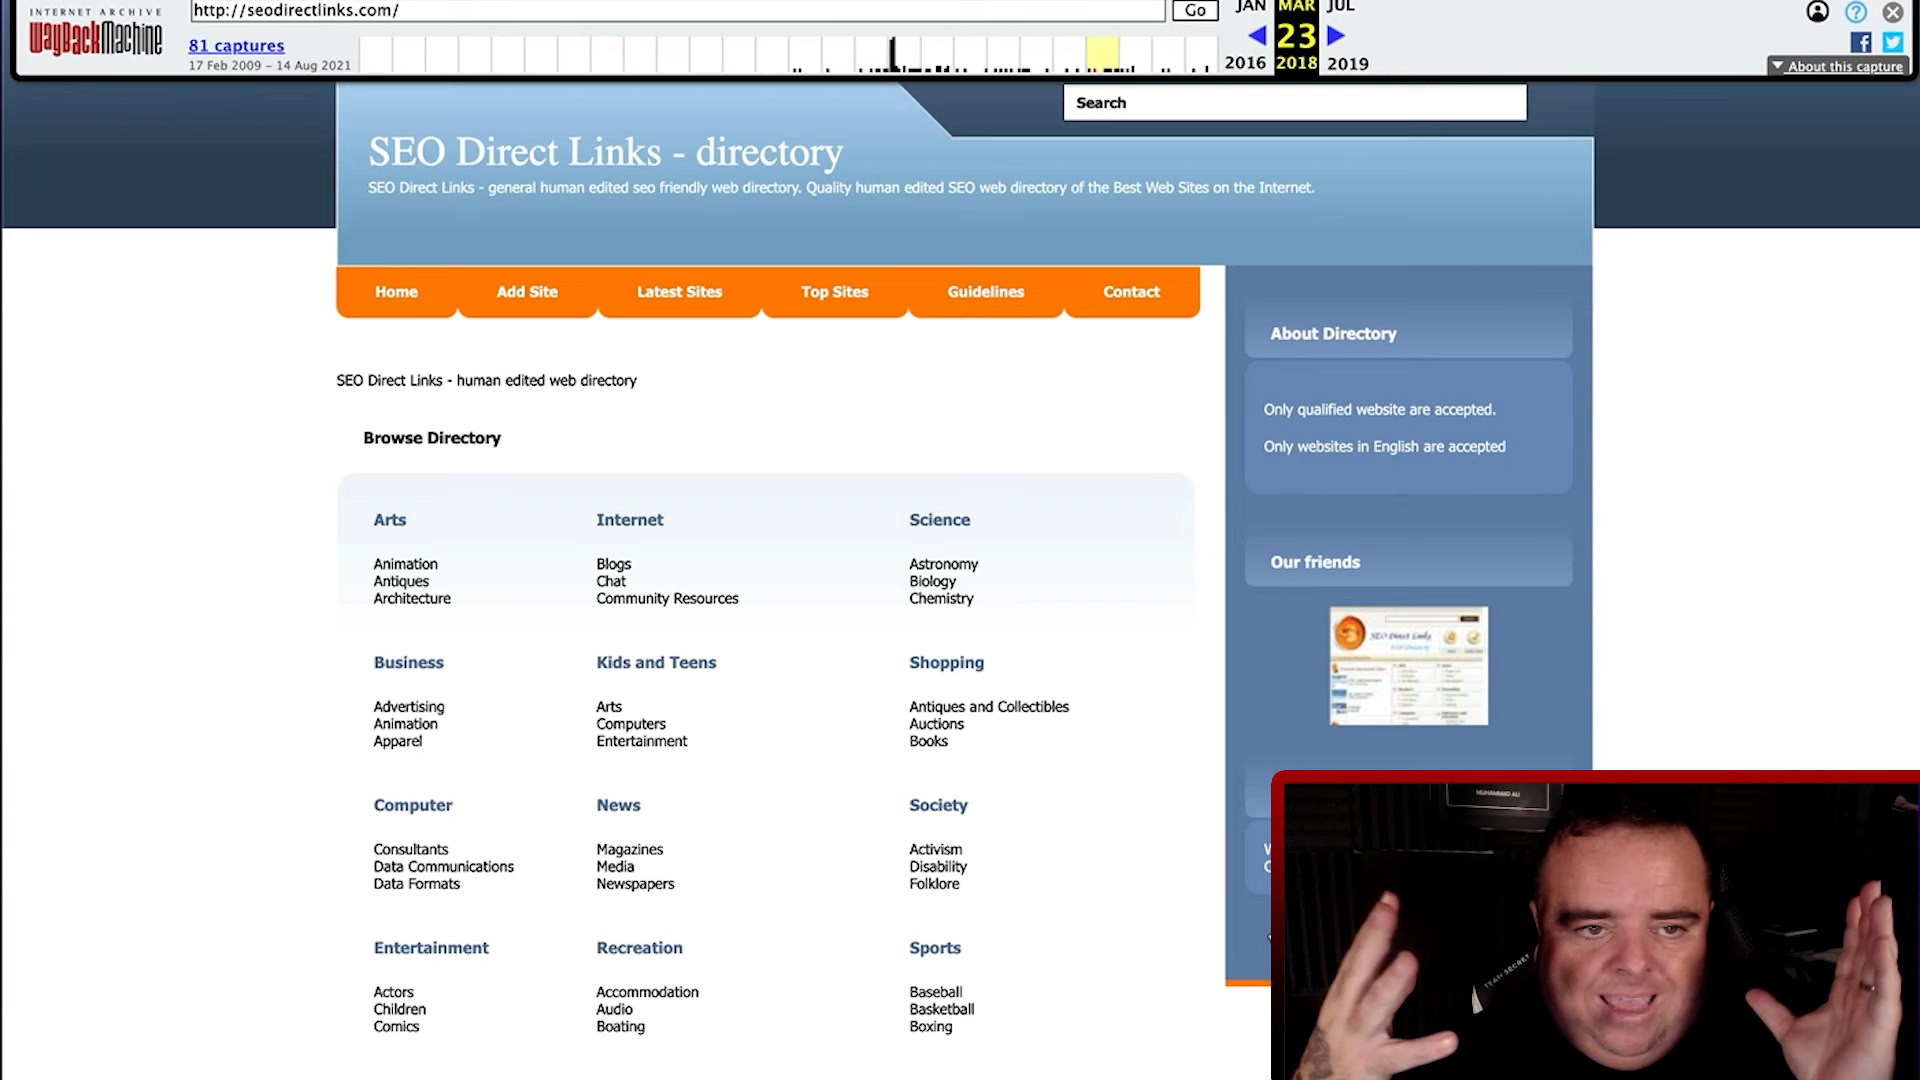 INTERNET ARCHIVE
WayBackMachine
http://seodirectlinks.com/
Go
JAN MAR JUL
81 captures
23
17 Feb 2009 – 14 Aug 2021
2016 2018 2019
About this capture
Search
SEO Direct Links - directory
SEO Direct Links - general human edited seo friendly web directory. Quality human edited SEO web directory of the Best Web Sites on the Internet.
Home Add Site Latest Sites Top Sites Guidelines Contact
SEO Direct Links - human edited web directory
Browse Directory
Arts
Animation
Antiques
Architecture
Internet
Blogs
Chat
Community Resources
Science
Astronomy
Biology
Chemistry
Business
Advertising
Animation
Apparel
Kids and Teens
Arts
Computers
Entertainment
Shopping
Antiques and Collectibles
Auctions
Books
Computer
Consultants
Data Communications
Data Formats
News
Magazines
Media
Newspapers
Society
Activism
Disability
Folklore
Entertainment
Actors
Children
Comics
Recreation
Accommodation
Audio
Boating
Sports
Baseball
Basketball
Boxing
About Directory
Only qualified website are accepted.
Only websites in English are accepted
Our friends
SEO Direct Links
MUHAMMAD ALI
TEAM SECRET